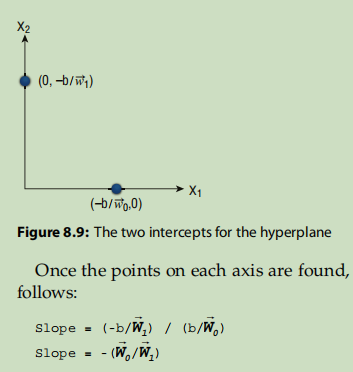 X₂
(0, –b/w⃗₁)
X₁
(–b/w⃗₀,0)
Figure 8.9: The two intercepts for the hyperplane
Once the points on each axis are found,
follows:
Slope = (-b/W⃗₁) / (b/W⃗₀)
Slope = -(W⃗₀/W⃗₁)